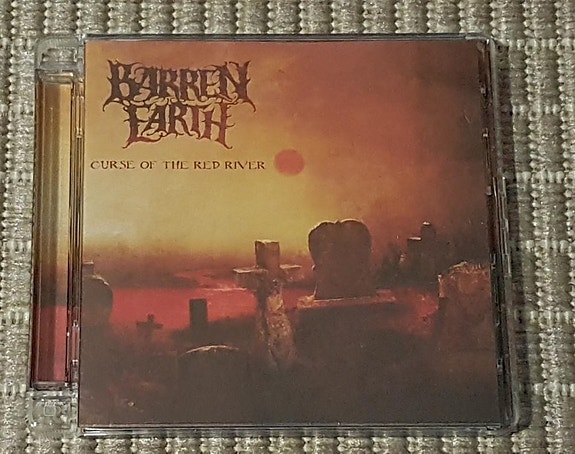 BARREN
EARTH
CURSE OF THE RED RIVER